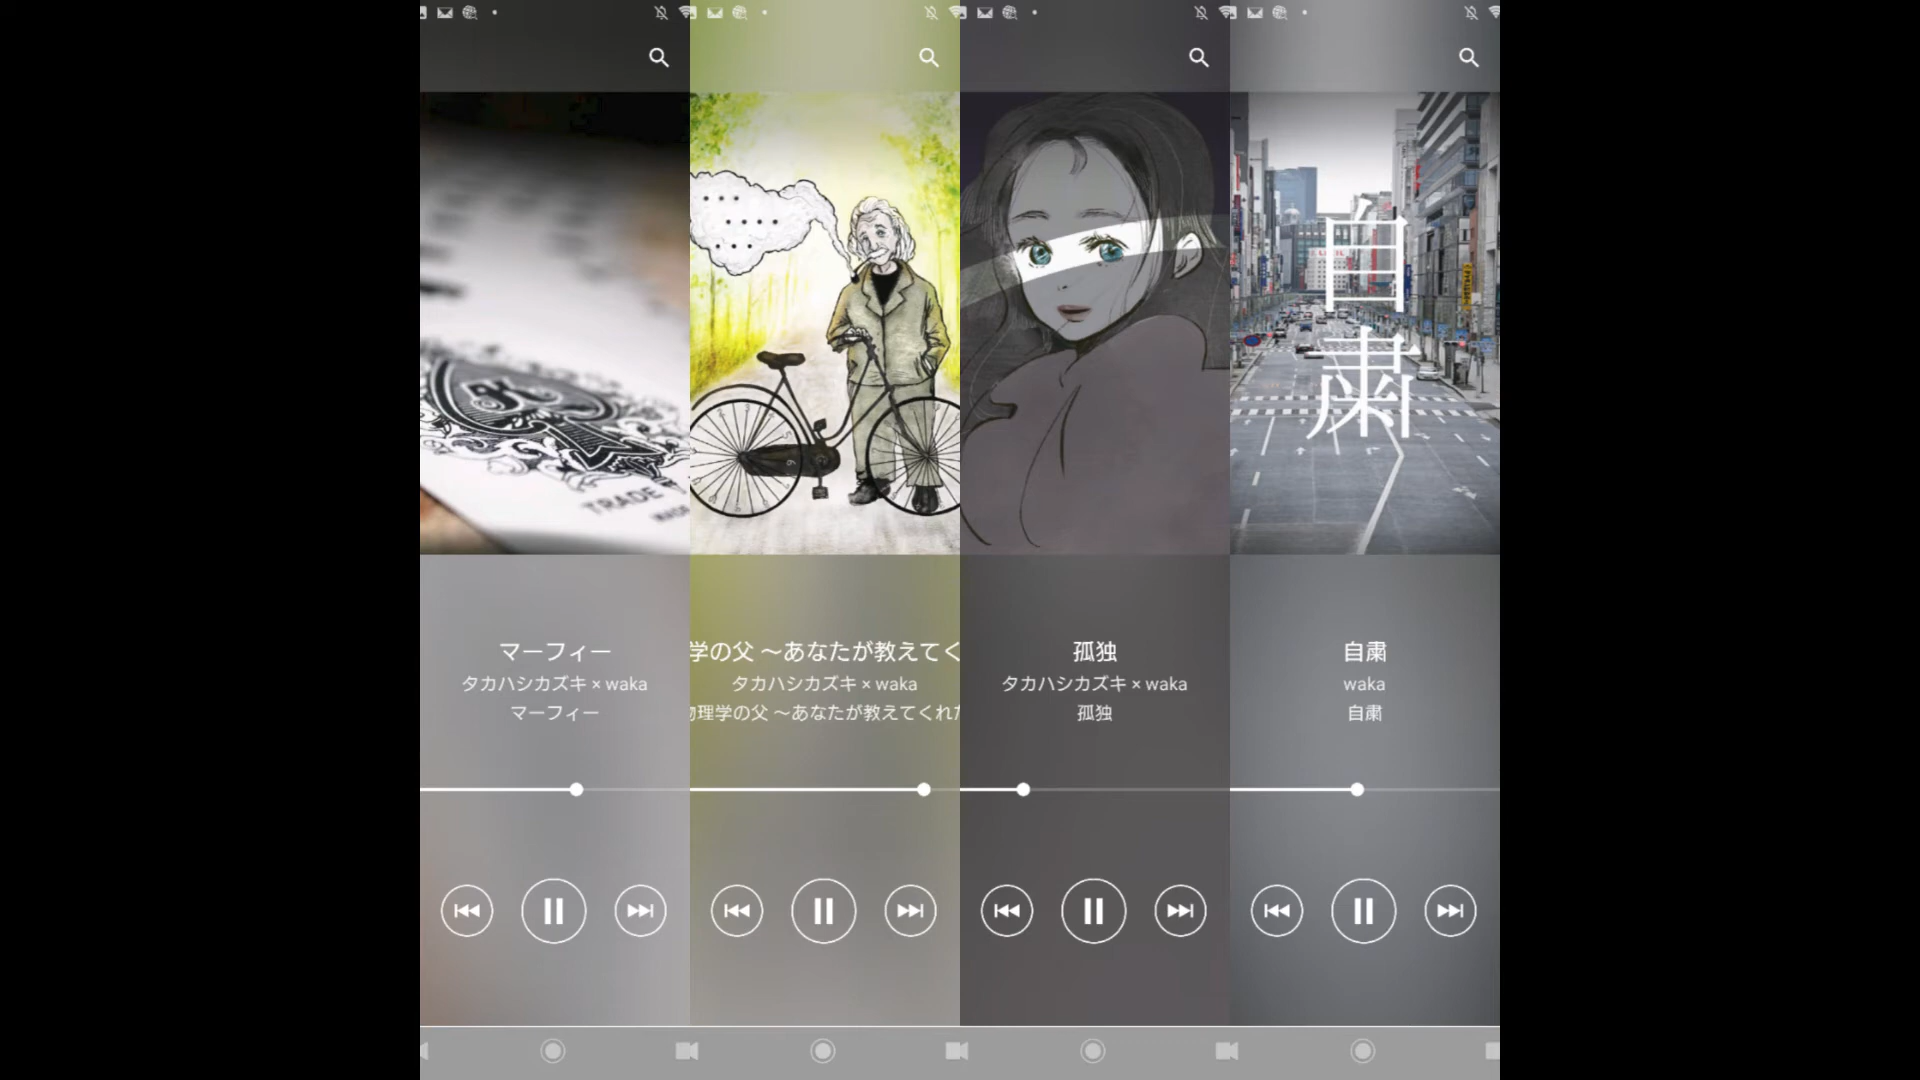 TRADE
自粛
マーフィー
タカハシカズキ × waka
マーフィー
学の父 ～あなたが教えてく
タカハシカズキ × waka
物理学の父 ～あなたが教えてくれた
孤独
タカハシカズキ × waka
孤独
自粛
waka
自粛